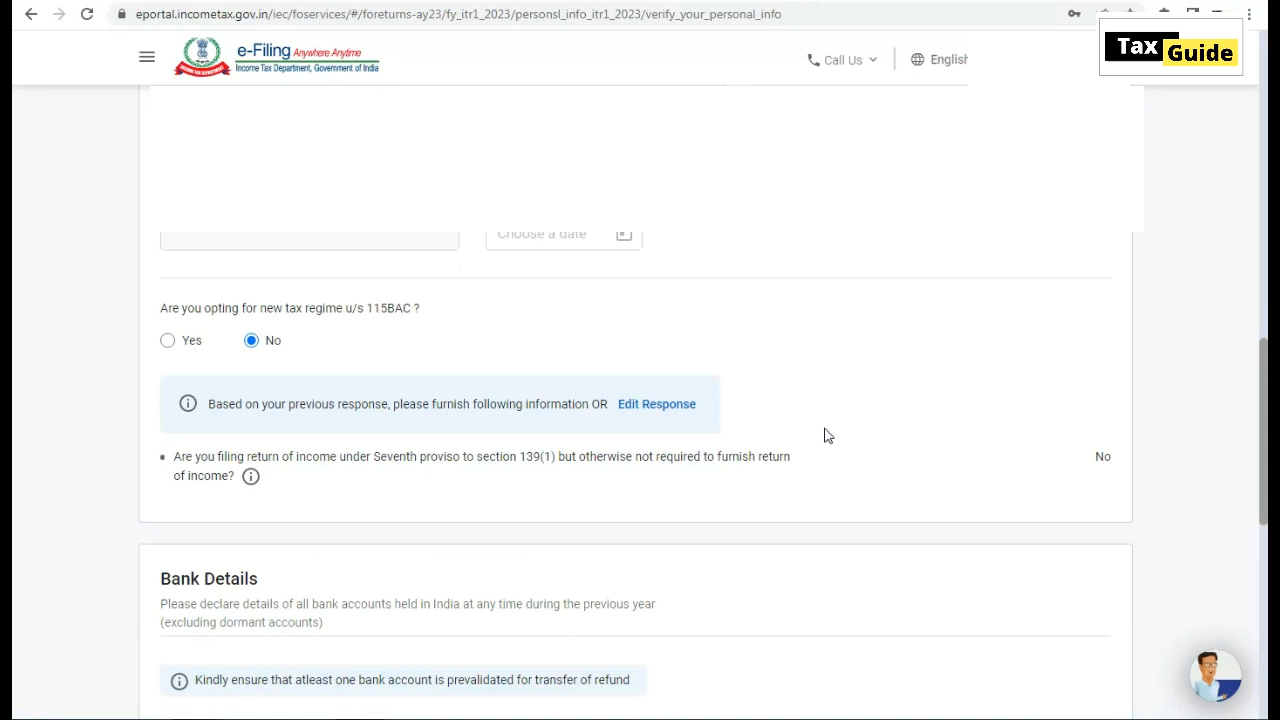 eportal.incometax.gov.in/iec/foservices/#/foreturns-ay23/fy_itr1_2023/personsl_info_itr1_2023/verify_your_personal_info
e-Filing Anywhere Anytime
Income Tax Department, Government of India
Call Us
English
Tax
Guide
Choose a date
Are you opting for new tax regime u/s 115BAC ?
Yes
No
Based on your previous response, please furnish following information OR Edit Response
Are you filing return of income under Seventh proviso to section 139(1) but otherwise not required to furnish return
of income?
No
Bank Details
Please declare details of all bank accounts held in India at any time during the previous year
(excluding dormant accounts)
Kindly ensure that atleast one bank account is prevalidated for transfer of refund